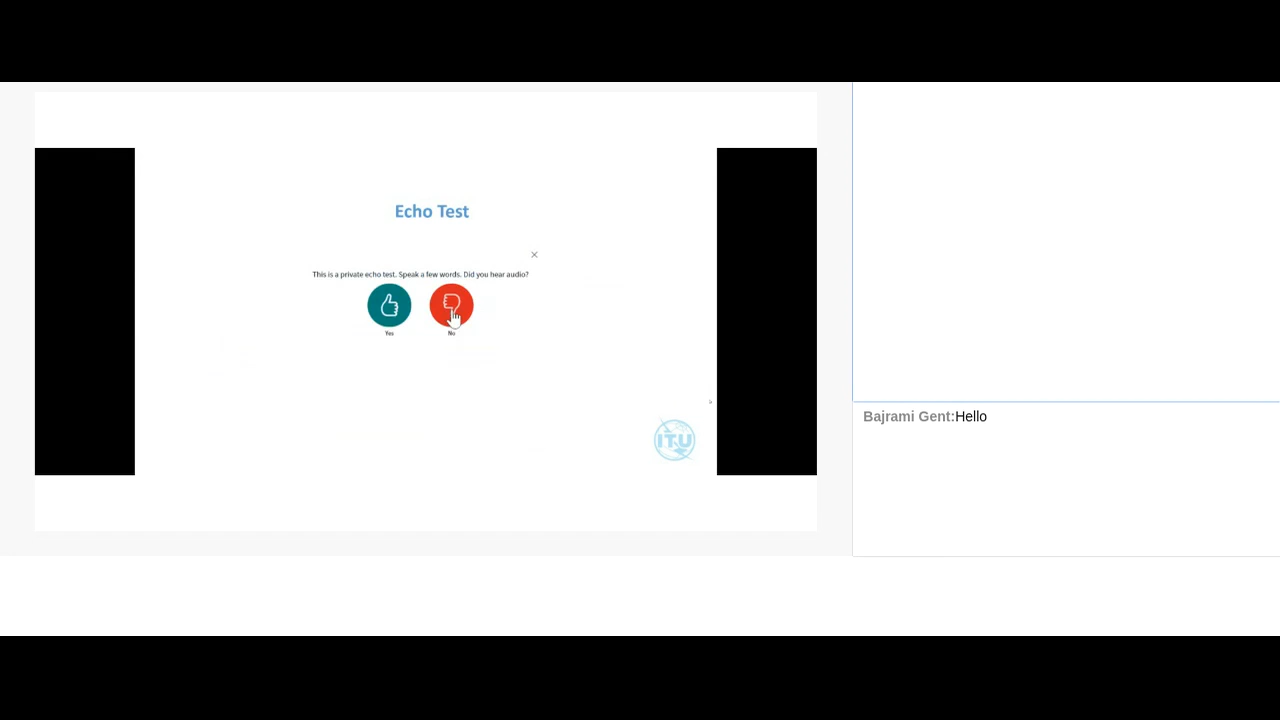 Echo Test
This is a private echo test. Speak a few words. Did you hear audio?
Yes
No
ITU
Bajrami Gent:Hello